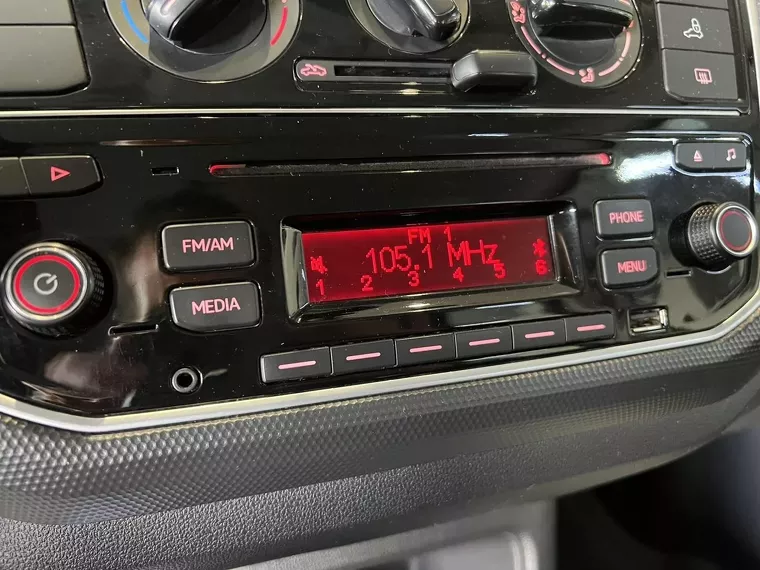 FM/AM
MEDIA
FM 1
105.1 MHz
1 2 3 4 5 6
PHONE
MENU